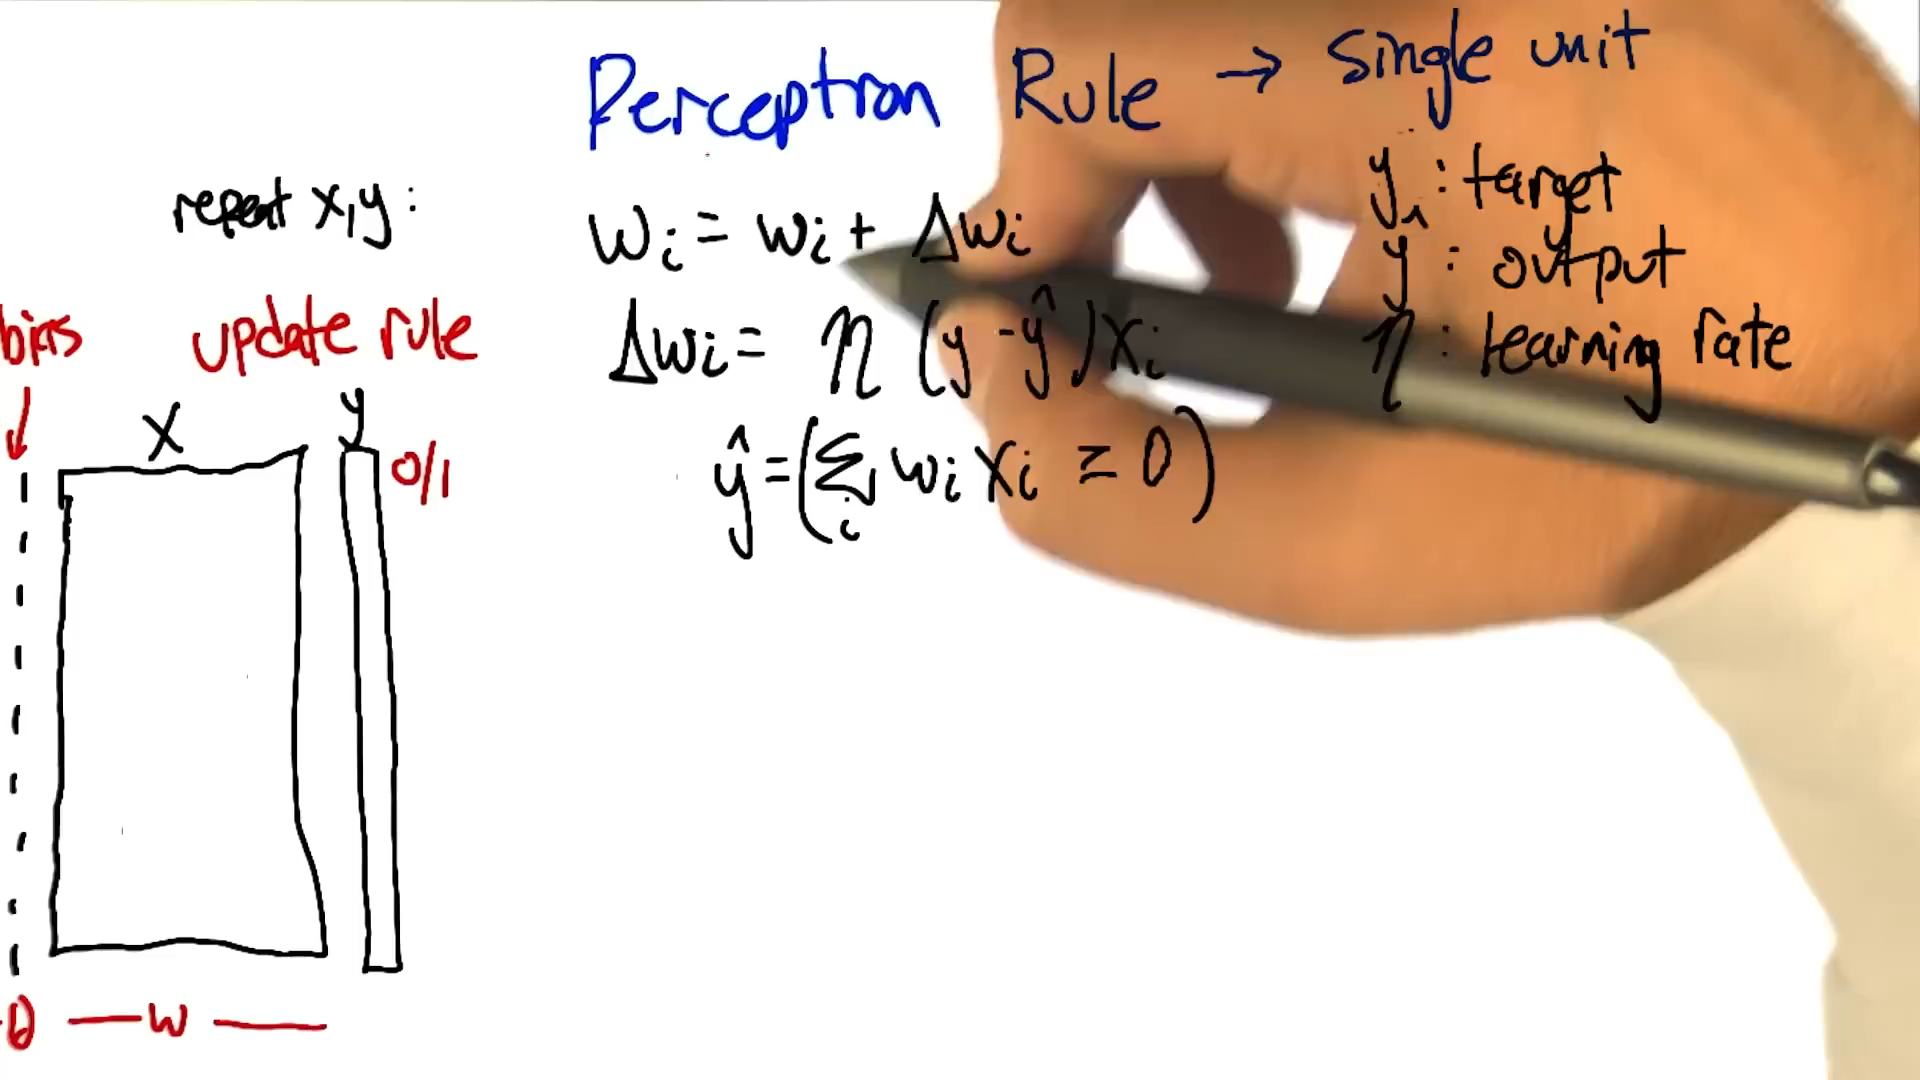 Perceptron Rule → Single unit
repeat x,y:
wi = wi + Δwi
y : target
ŷ : output
η : learning rate
bias
update rule
Δwi = η (y - ŷ) xi
X
y
0/1
ŷ = (Σi wi xi ≥ 0)
θ — w —